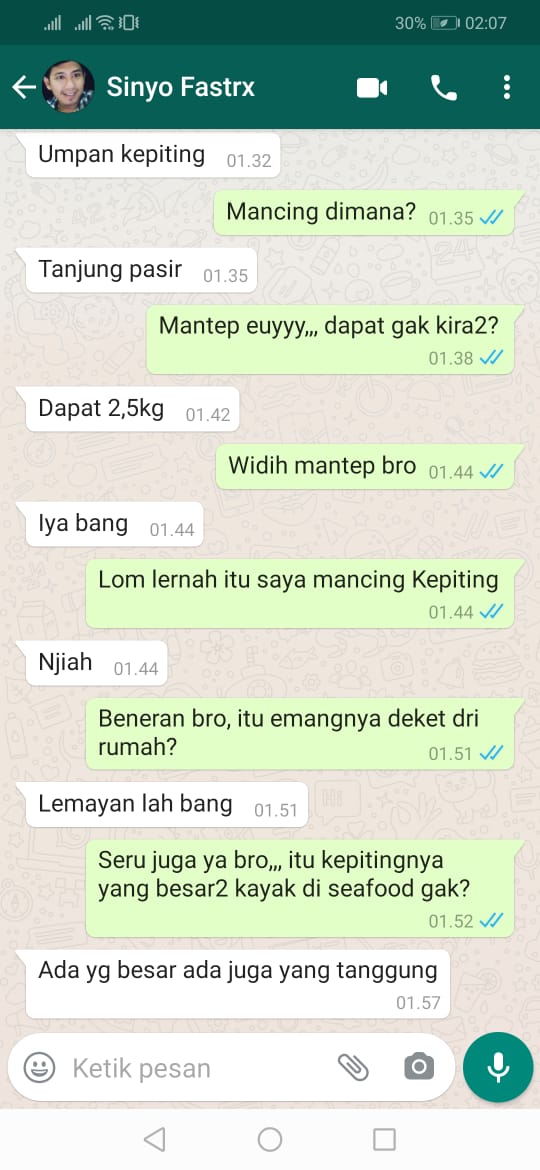 30% 02:07
Sinyo Fastrx
Umpan kepiting 01.32
Mancing dimana? 01.35
Tanjung pasir 01.35
Mantep euyyy,,, dapat gak kira2?
01.38
Dapat 2,5kg 01.42
Widih mantep bro 01.44
Iya bang 01.44
Lom lernah itu saya mancing Kepiting
01.44
Njiah 01.44
Beneran bro, itu emangnya deket dri
rumah? 01.51
Lemayan lah bang 01.51
Seru juga ya bro,,, itu kepitingnya
yang besar2 kayak di seafood gak?
01.52
Ada yg besar ada juga yang tanggung
01.57
Ketik pesan